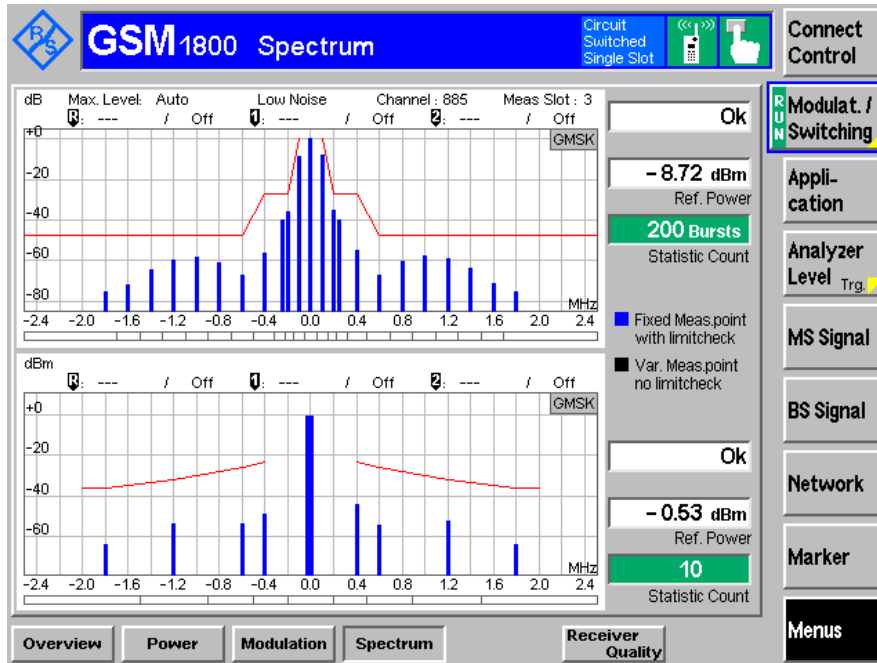 R/S
GSM 1800 Spectrum
Circuit
Switched
Single Slot
Connect
Control
dB Max. Level: Auto Low Noise Channel : 885 Meas Slot : 3
R: --- / Off 1: --- / Off 2: --- / Off
+0
-20
-40
-60
-80
GMSK
MHz
-2.4 -2.0 -1.6 -1.2 -0.8 -0.4 0.0 0.4 0.8 1.2 1.6 2.0 2.4
Ok
-8.72 dBm
Ref. Power
200 Bursts
Statistic Count
Fixed Meas.point
with limitcheck
Var. Meas.point
no limitcheck
dBm
R: --- / Off 1: --- / Off 2: --- / Off
+0
-20
-40
-60
GMSK
MHz
-2.4 -2.0 -1.6 -1.2 -0.8 -0.4 0.0 0.4 0.8 1.2 1.6 2.0 2.4
Ok
-0.53 dBm
Ref. Power
10
Statistic Count
RUN
Modulat. /
Switching
Appli-
cation
Analyzer
Level Trg.
MS Signal
BS Signal
Network
Marker
Menus
Overview
Power
Modulation
Spectrum
Receiver
Quality